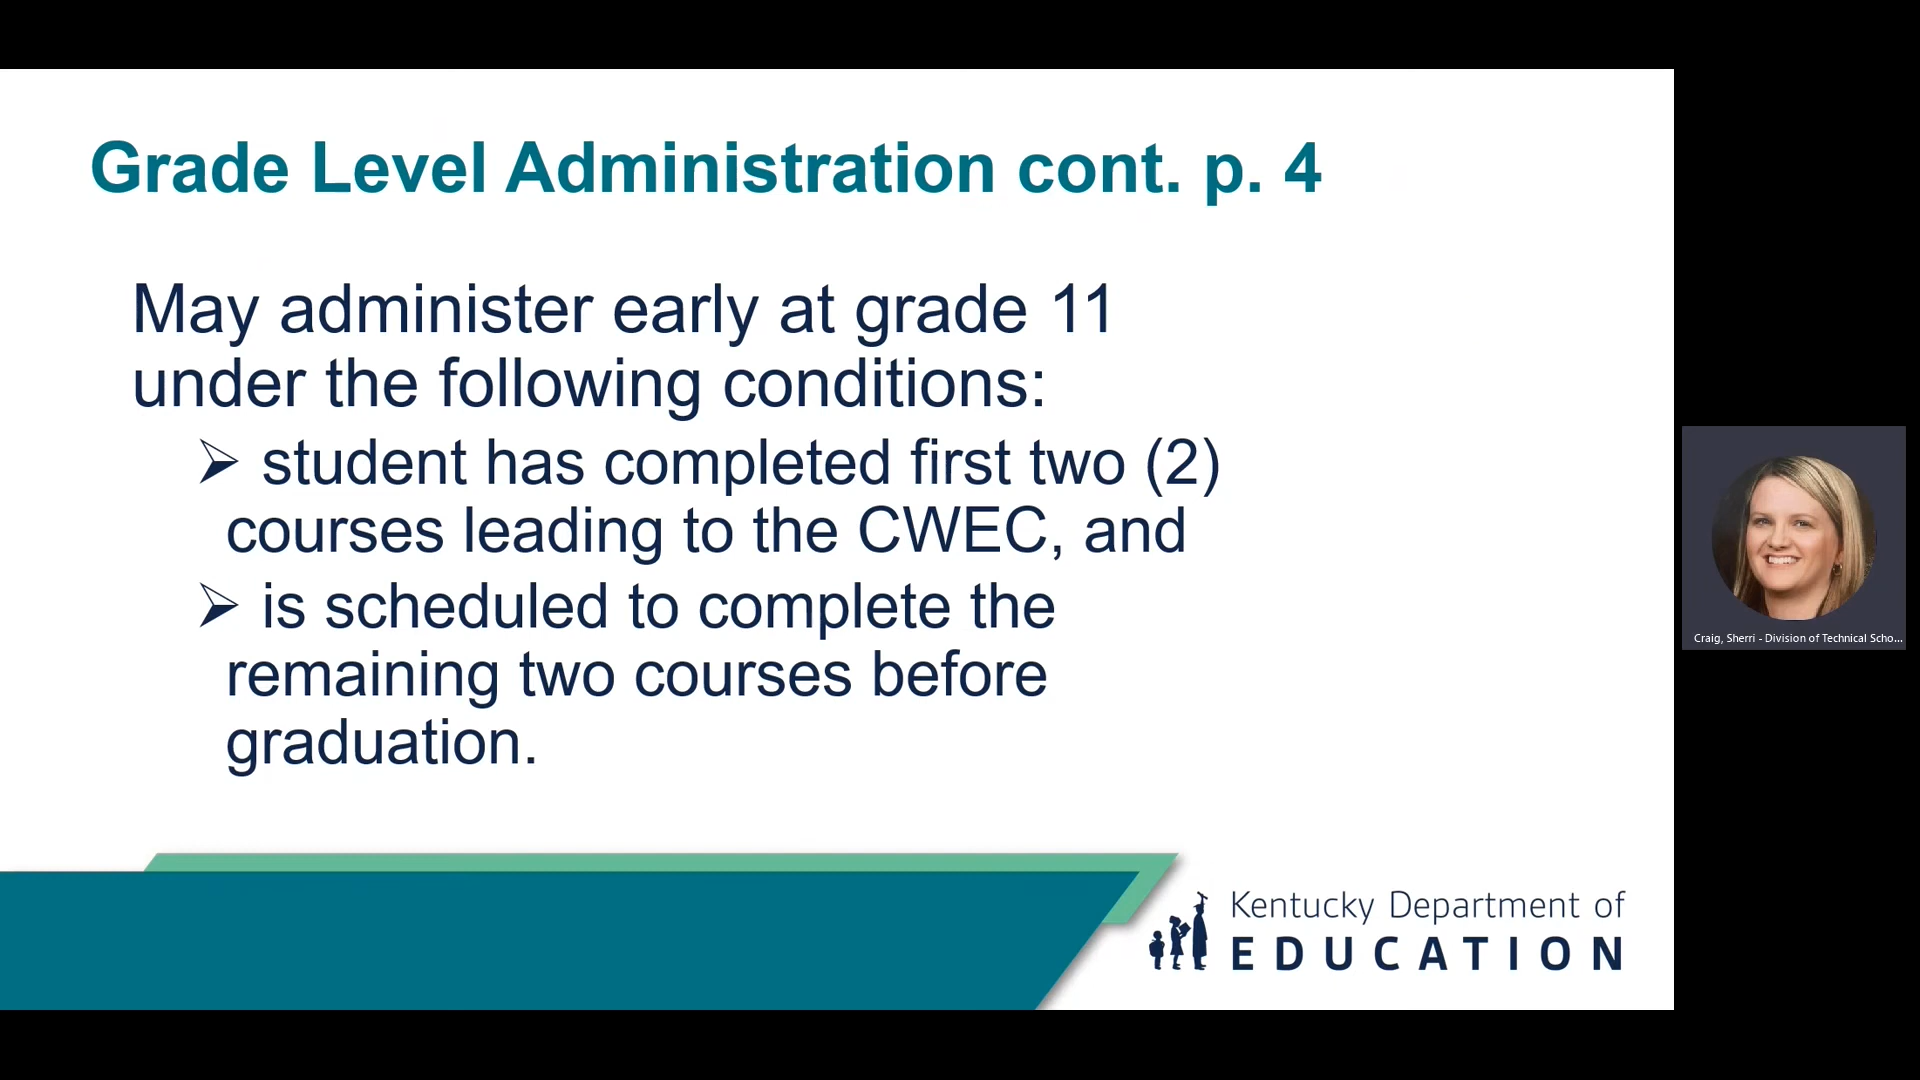 Grade Level Administration cont. p. 4
May administer early at grade 11
under the following conditions:
➢ student has completed first two (2)
courses leading to the CWEC, and
➢ is scheduled to complete the
remaining two courses before
graduation.
Kentucky Department of
EDUCATION
Craig, Sherri - Division of Technical Scho...